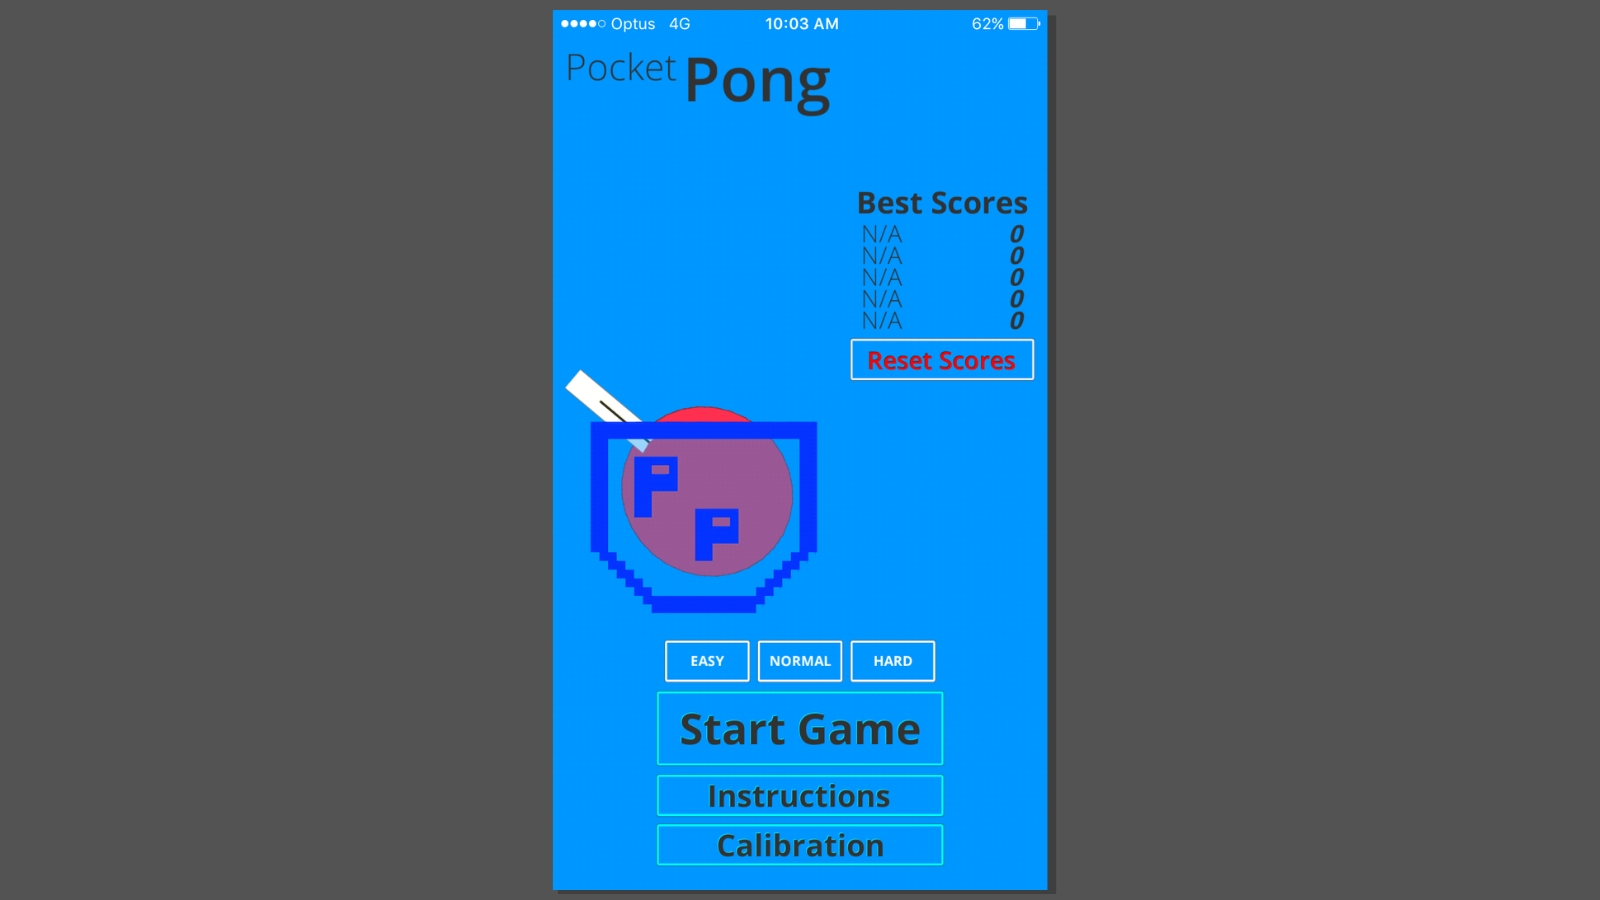 Optus 4G 10:03 AM 62%
Pocket Pong
Best Scores
N/A 0
N/A 0
N/A 0
N/A 0
N/A 0
Reset Scores
P
P
EASY NORMAL HARD
Start Game
Instructions
Calibration